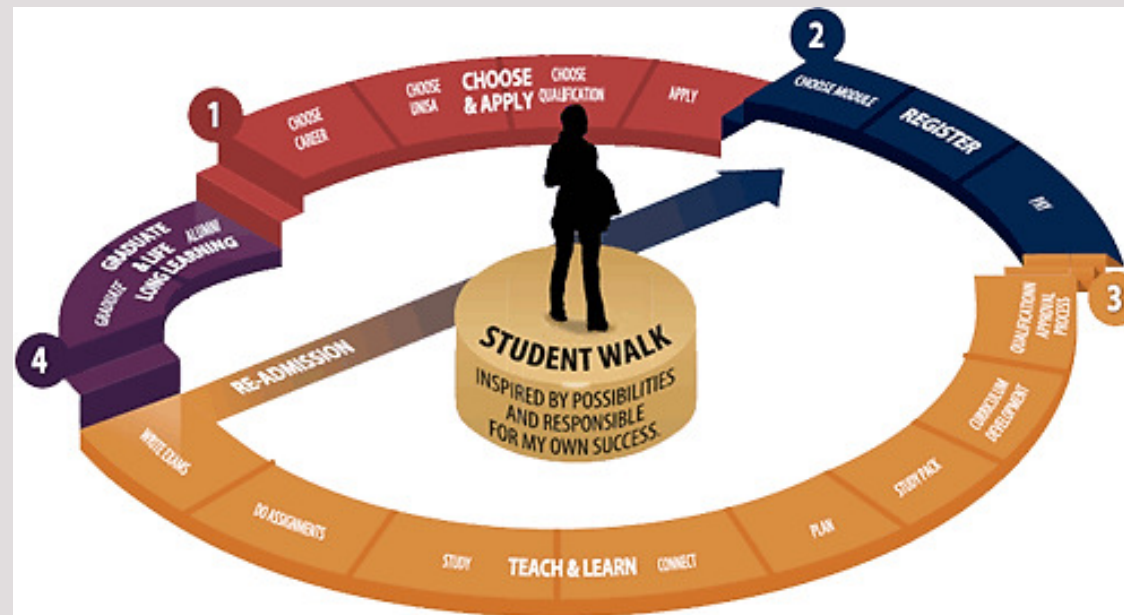 1
CHOOSE
CAREER
CHOOSE
UNISA
CHOOSE
& APPLY
CHOOSE
QUALIFICATION
APPLY
2
CHOOSE MODULE
REGISTER
PAY
3
QUALIFICATIONN
APPROVAL
PROCESS
CURRICULUM
DEVELOPMENT
STUDY PACK
PLAN
CONNECT
TEACH & LEARN
STUDY
DO ASSIGNMENTS
WRITE EXAMS
RE-ADMISSION
4
GRADUATE
GRADUATE
& LIFE
LONG LEARNING
ALUMNI
STUDENT WALK
INSPIRED BY POSSIBILITIES
AND RESPONSIBLE
FOR MY OWN SUCCESS.